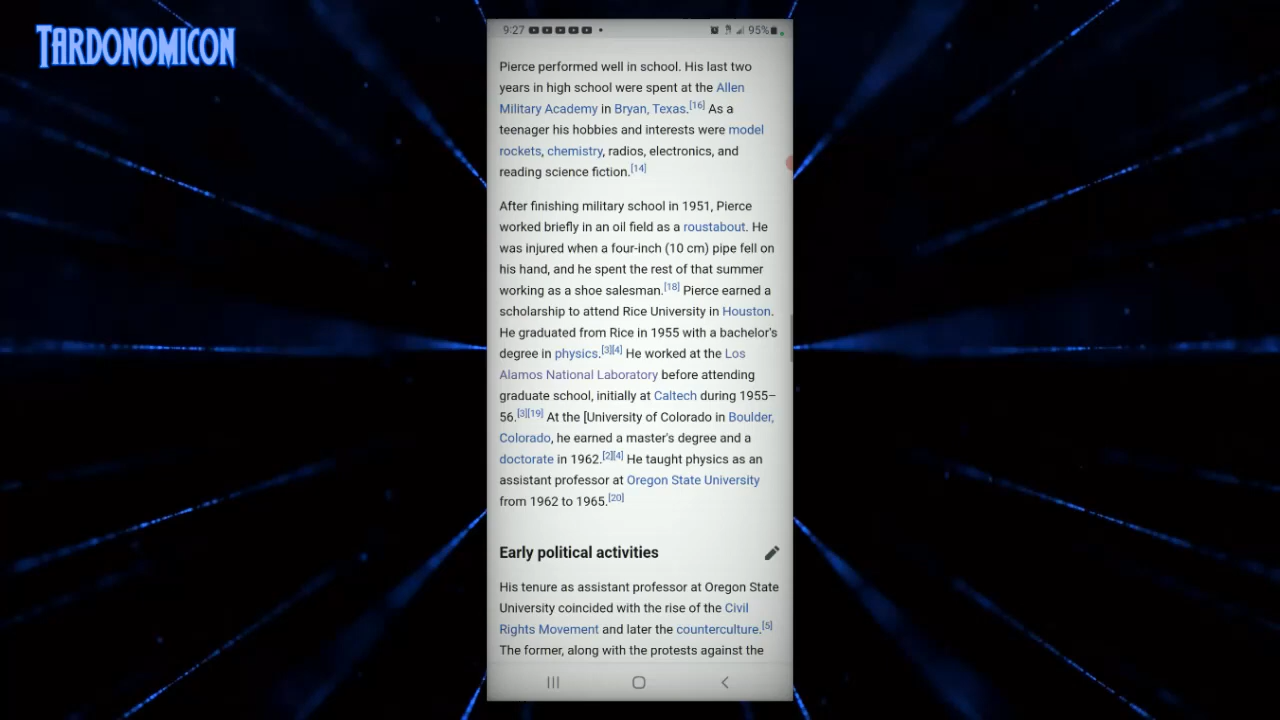 TARDONOMICON
9:27
95%
Pierce performed well in school. His last two
years in high school were spent at the Allen
Military Academy in Bryan, Texas.[16] As a
teenager his hobbies and interests were model
rockets, chemistry, radios, electronics, and
reading science fiction.[14]
After finishing military school in 1951, Pierce
worked briefly in an oil field as a roustabout. He
was injured when a four-inch (10 cm) pipe fell on
his hand, and he spent the rest of that summer
working as a shoe salesman.[18] Pierce earned a
scholarship to attend Rice University in Houston.
He graduated from Rice in 1955 with a bachelor's
degree in physics.[3][4] He worked at the Los
Alamos National Laboratory before attending
graduate school, initially at Caltech during 1955–
56.[3][19] At the [University of Colorado in Boulder,
Colorado, he earned a master's degree and a
doctorate in 1962.[2][4] He taught physics as an
assistant professor at Oregon State University
from 1962 to 1965.[20]
Early political activities
His tenure as assistant professor at Oregon State
University coincided with the rise of the Civil
Rights Movement and later the counterculture.[5]
The former, along with the protests against the